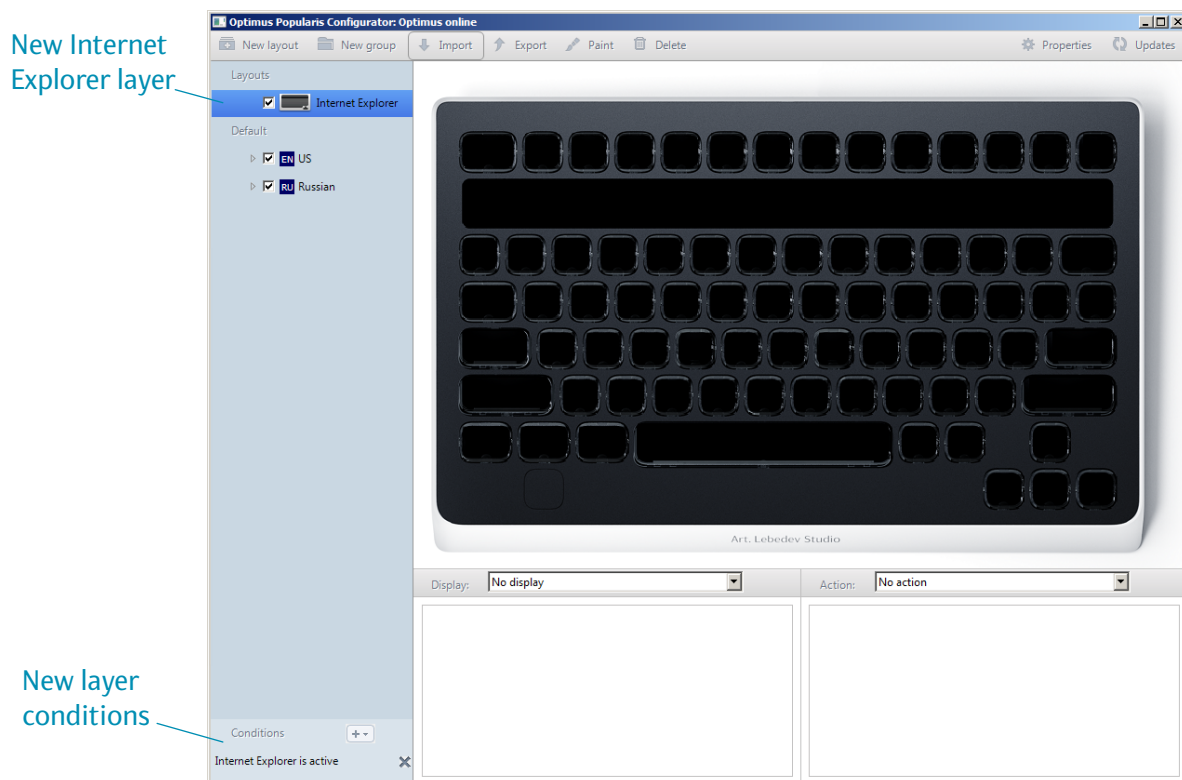 Optimus Popularis Configurator: Optimus online
New layout New group Import Export Paint Delete Properties Updates
New Internet
Explorer layer
Layouts
Internet Explorer
Default
EN US
RU Russian
Art. Lebedev Studio
Display: No display Action: No action
New layer
conditions
Conditions
Internet Explorer is active